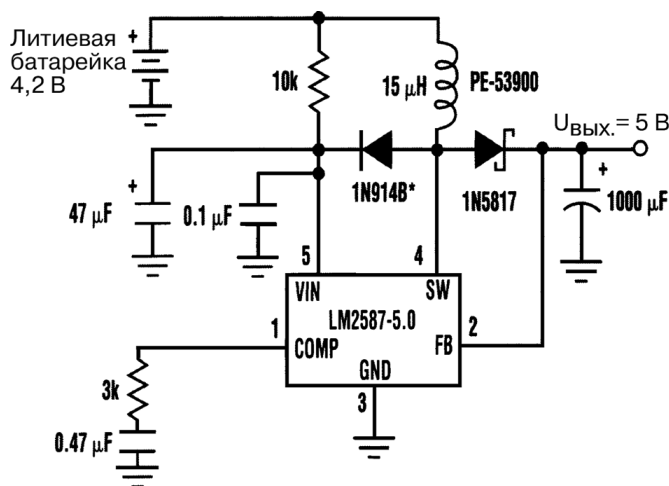 Литиевая
батарейка
4,2 В
+
10k
15 μH
PE-53900
Uвых. = 5 В
+
47 μF
0.1 μF
1N914B*
1N5817
+
1000 μF
5
4
VIN
SW
LM2587-5.0
1
COMP
2
FB
GND
3
3k
0.47 μF